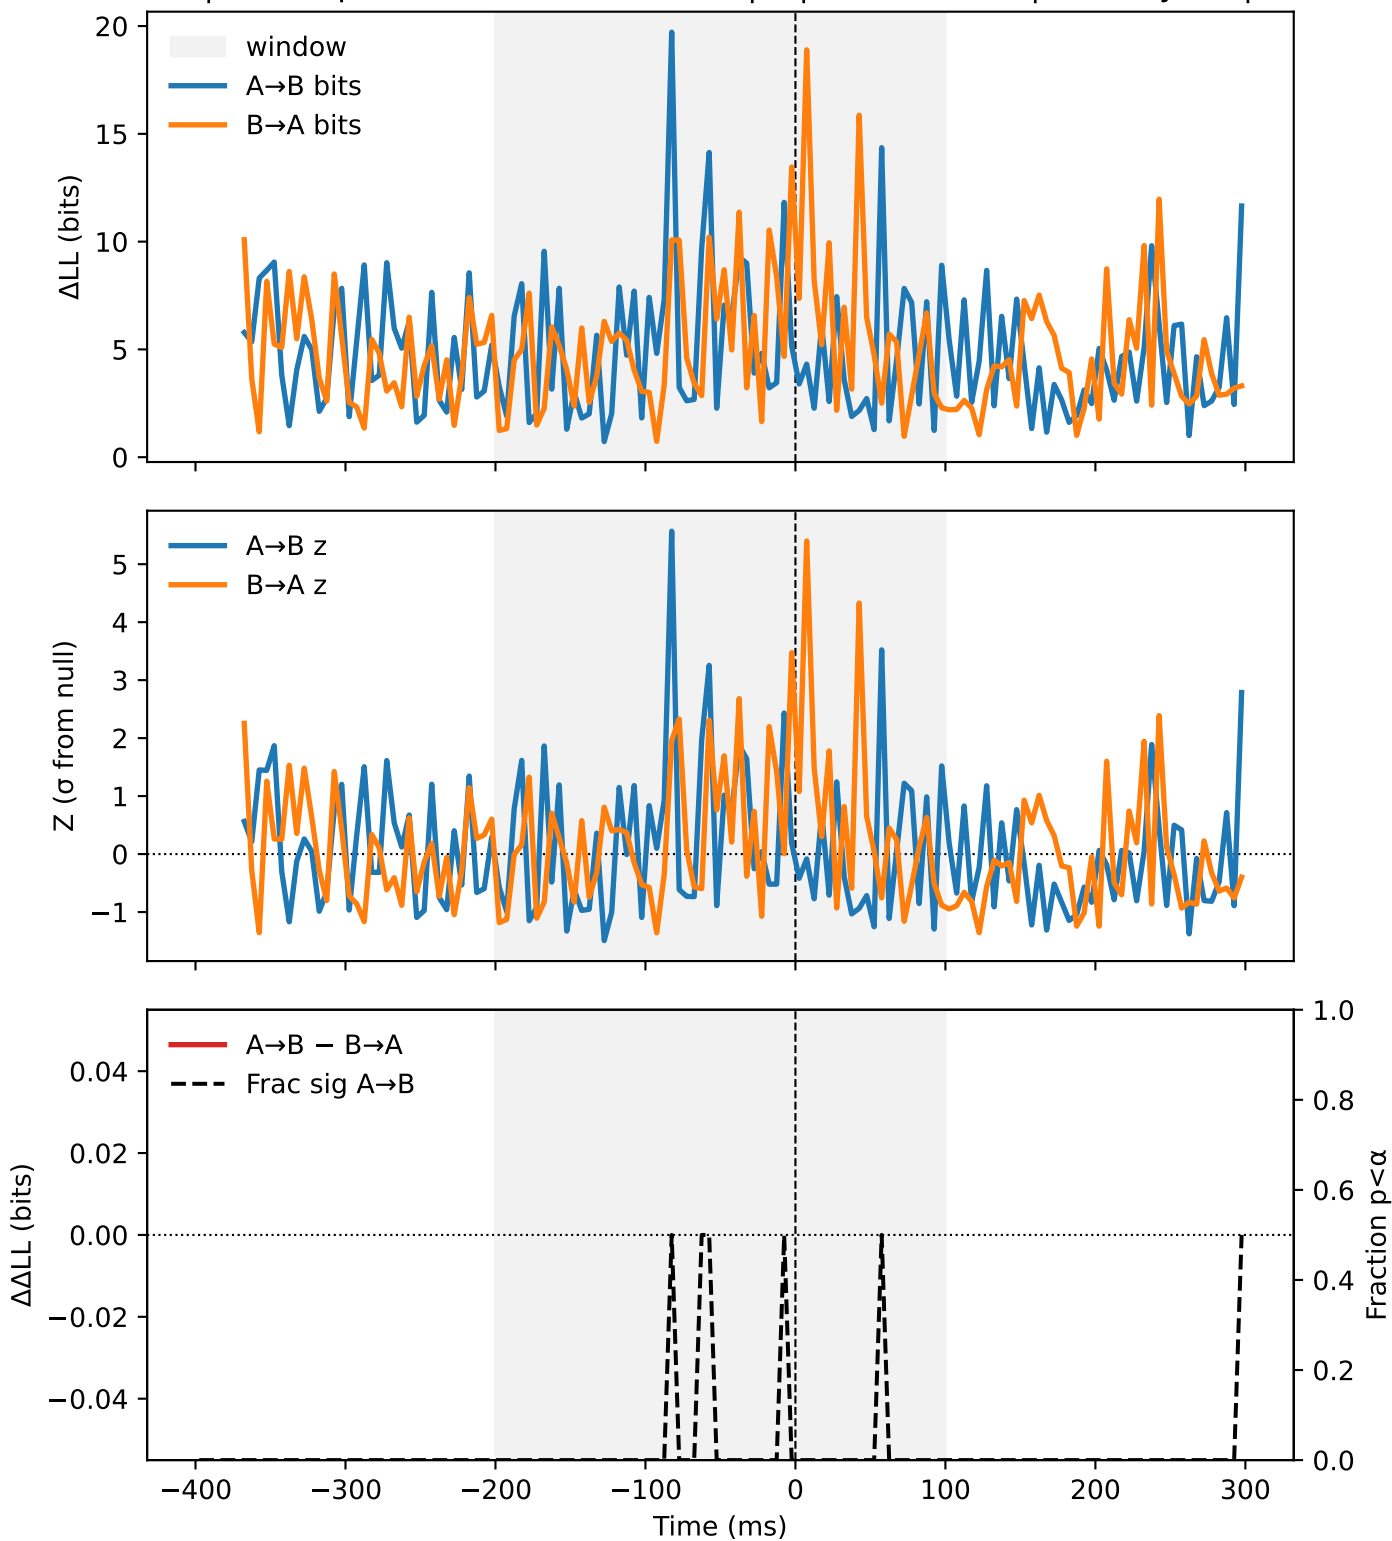 20
15
10
5
0
ΔLL (bits)
window
A→B bits
B→A bits
5
4
3
2
1
0
−1
Z (σ from null)
A→B z
B→A z
0.04
0.02
0.00
−0.02
−0.04
ΔΔLL (bits)
A→B − B→A
Frac sig A→B
1.0
0.8
0.6
0.4
0.2
0.0
Fraction p<α
−400 −300 −200 −100 0 100 200 300
Time (ms)